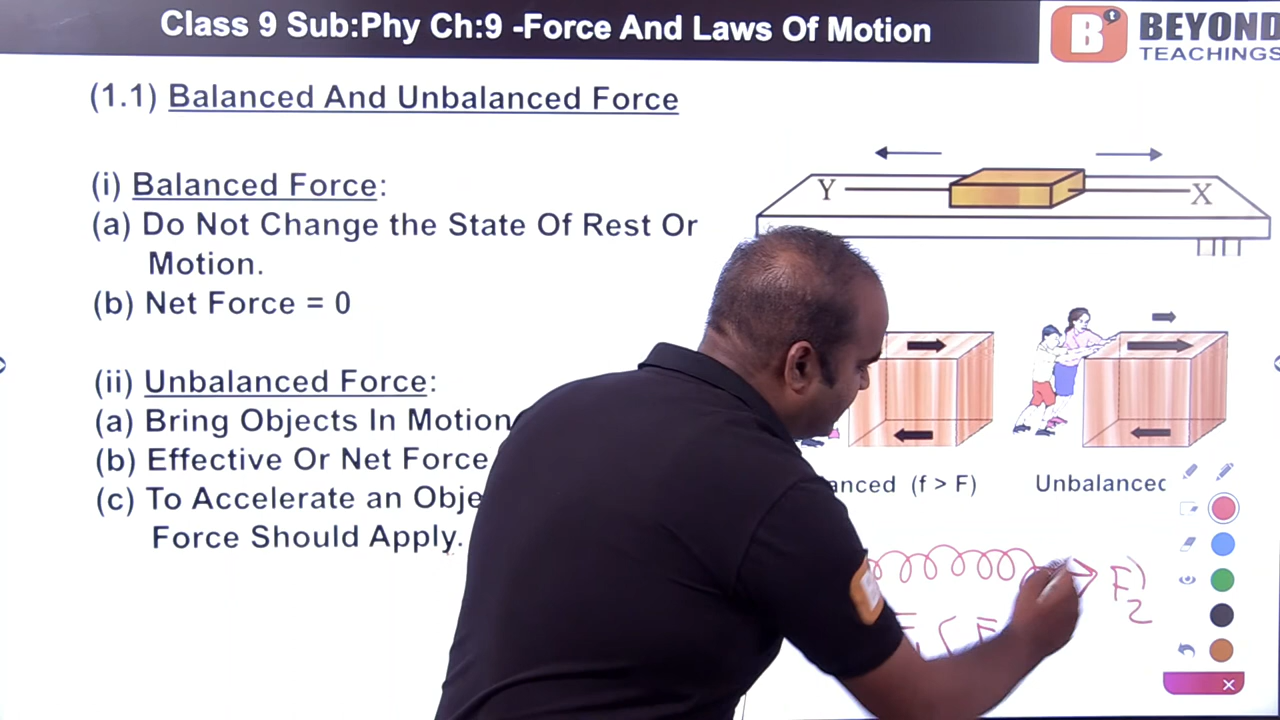 Class 9 Sub:Phy Ch:9 -Force And Laws Of Motion
B t
BEYOND
TEACHINGS
(1.1) Balanced And Unbalanced Force
(i) Balanced Force:
(a) Do Not Change the State Of Rest Or
Motion.
(b) Net Force = 0
(ii) Unbalanced Force:
(a) Bring Objects In Motion
(b) Effective Or Net Force
(c) To Accelerate an Obje
Force Should Apply.
Y
X
anced (f > F)
Unbalanced
F2